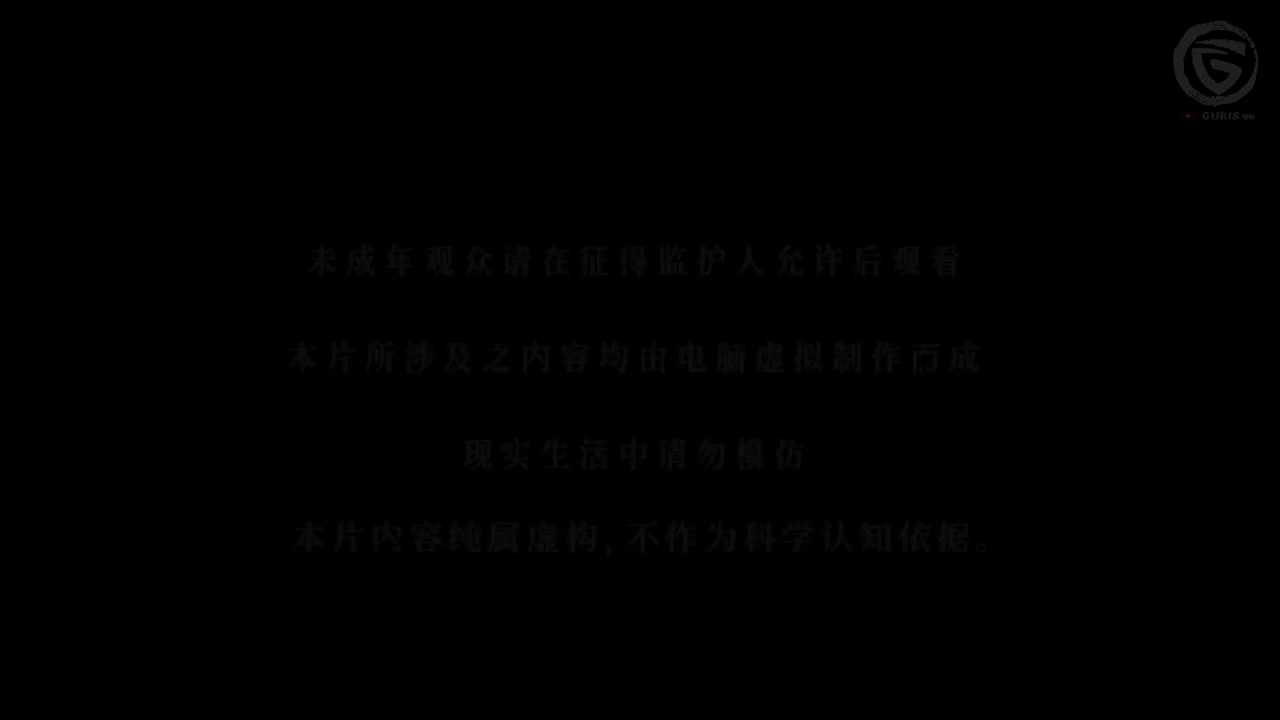 GURIS 96
未成年观众请在征得监护人允许后观看
本片所涉及之内容均由电脑虚拟制作而成
现实生活中请勿模仿
本片内容纯属虚构，不作为科学认知依据。